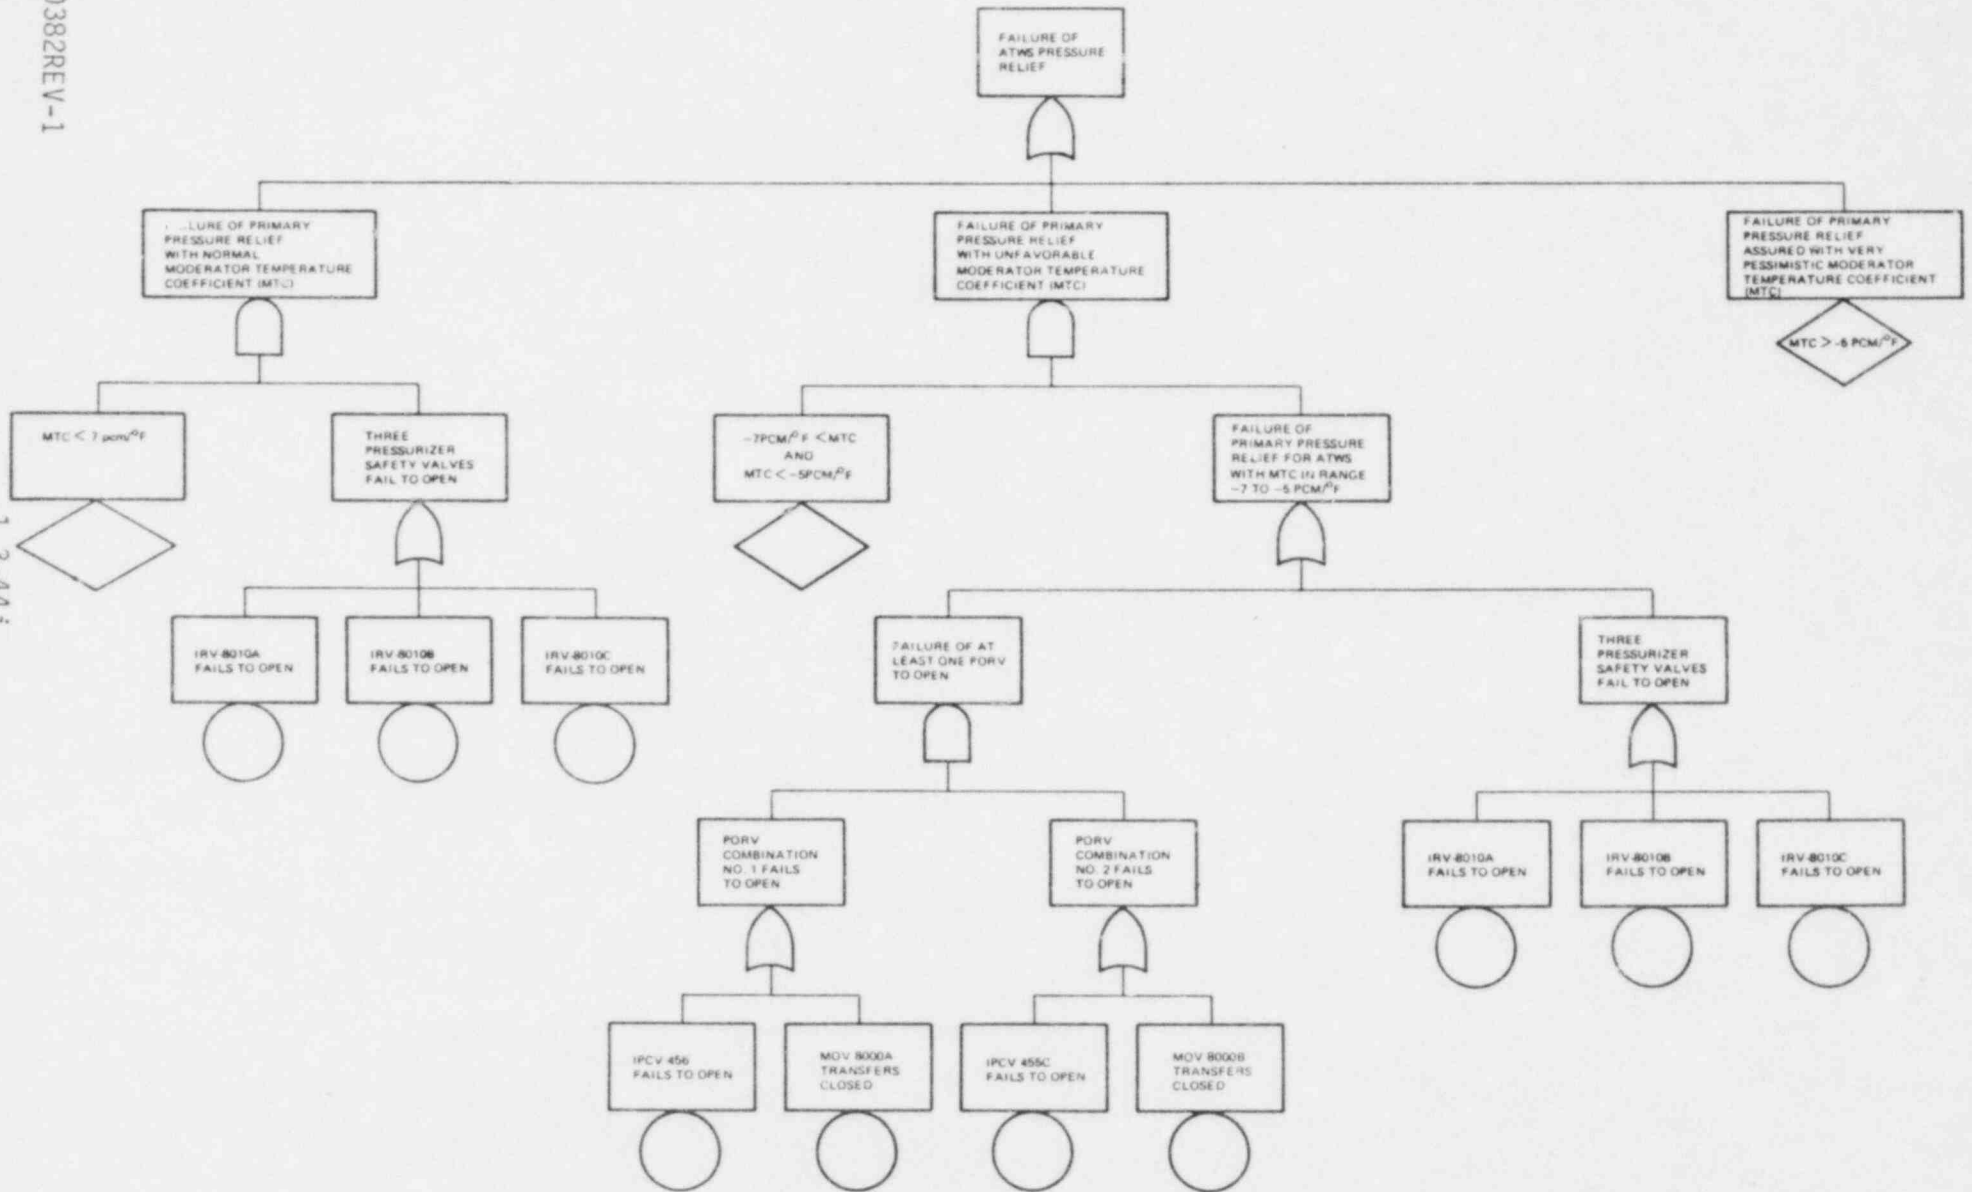 0382REV-1
FAILURE OF
ATWS PRESSURE
RELIEF
LURE OF PRIMARY
PRESSURE RELIEF
WITH NORMAL
MODERATOR TEMPERATURE
COEFFICIENT (MTC)
FAILURE OF PRIMARY
PRESSURE RELIEF
WITH UNFAVORABLE
MODERATOR TEMPERATURE
COEFFICIENT (MTC)
FAILURE OF PRIMARY
PRESSURE RELIEF
ASSURED WITH VERY
PESSIMISTIC MODERATOR
TEMPERATURE COEFFICIENT
(MTC)
MTC > -5 PCM/°F
MTC < 7 pcm/°F
THREE
PRESSURIZER
SAFETY VALVES
FAIL TO OPEN
-7PCM/°F <MTC
AND
MTC < -5PCM/°F
FAILURE OF
PRIMARY PRESSURE
RELIEF FOR ATWS
WITH MTC IN RANGE
-7 TO -5 PCM/°F
IRV-8010A
FAILS TO OPEN
IRV-8010B
FAILS TO OPEN
IRV-8010C
FAILS TO OPEN
FAILURE OF AT
LEAST ONE PORV
TO OPEN
THREE
PRESSURIZER
SAFETY VALVES
FAIL TO OPEN
PORV
COMBINATION
NO. 1 FAILS
TO OPEN
PORV
COMBINATION
NO. 2 FAILS
TO OPEN
IRV-8010A
FAILS TO OPEN
IRV-8010B
FAILS TO OPEN
IRV-8010C
FAILS TO OPEN
IPCV 456
FAILS TO OPEN
MOV 8000A
TRANSFERS
CLOSED
IPCV 455C
FAILS TO OPEN
MOV 8000B
TRANSFERS
CLOSED